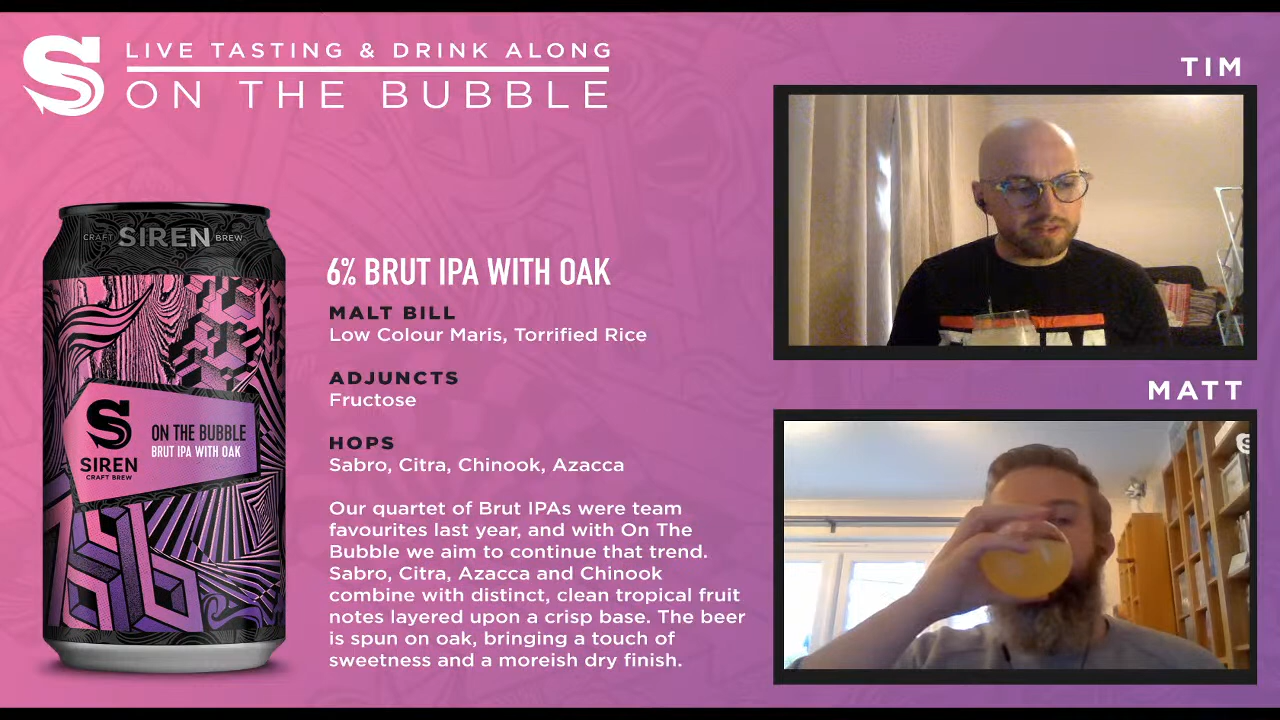 LIVE TASTING & DRINK ALONG
ON THE BUBBLE
TIM
CRAFT SIREN BREW
6% BRUT IPA WITH OAK
MALT BILL
Low Colour Maris, Torrified Rice
ADJUNCTS
Fructose
HOPS
Sabro, Citra, Chinook, Azacca
Our quartet of Brut IPAs were team
favourites last year, and with On The
Bubble we aim to continue that trend.
Sabro, Citra, Azacca and Chinook
combine with distinct, clean tropical fruit
notes layered upon a crisp base. The beer
is spun on oak, bringing a touch of
sweetness and a moreish dry finish.
ON THE BUBBLE
BRUT IPA WITH OAK
SIREN
CRAFT BREW
MATT